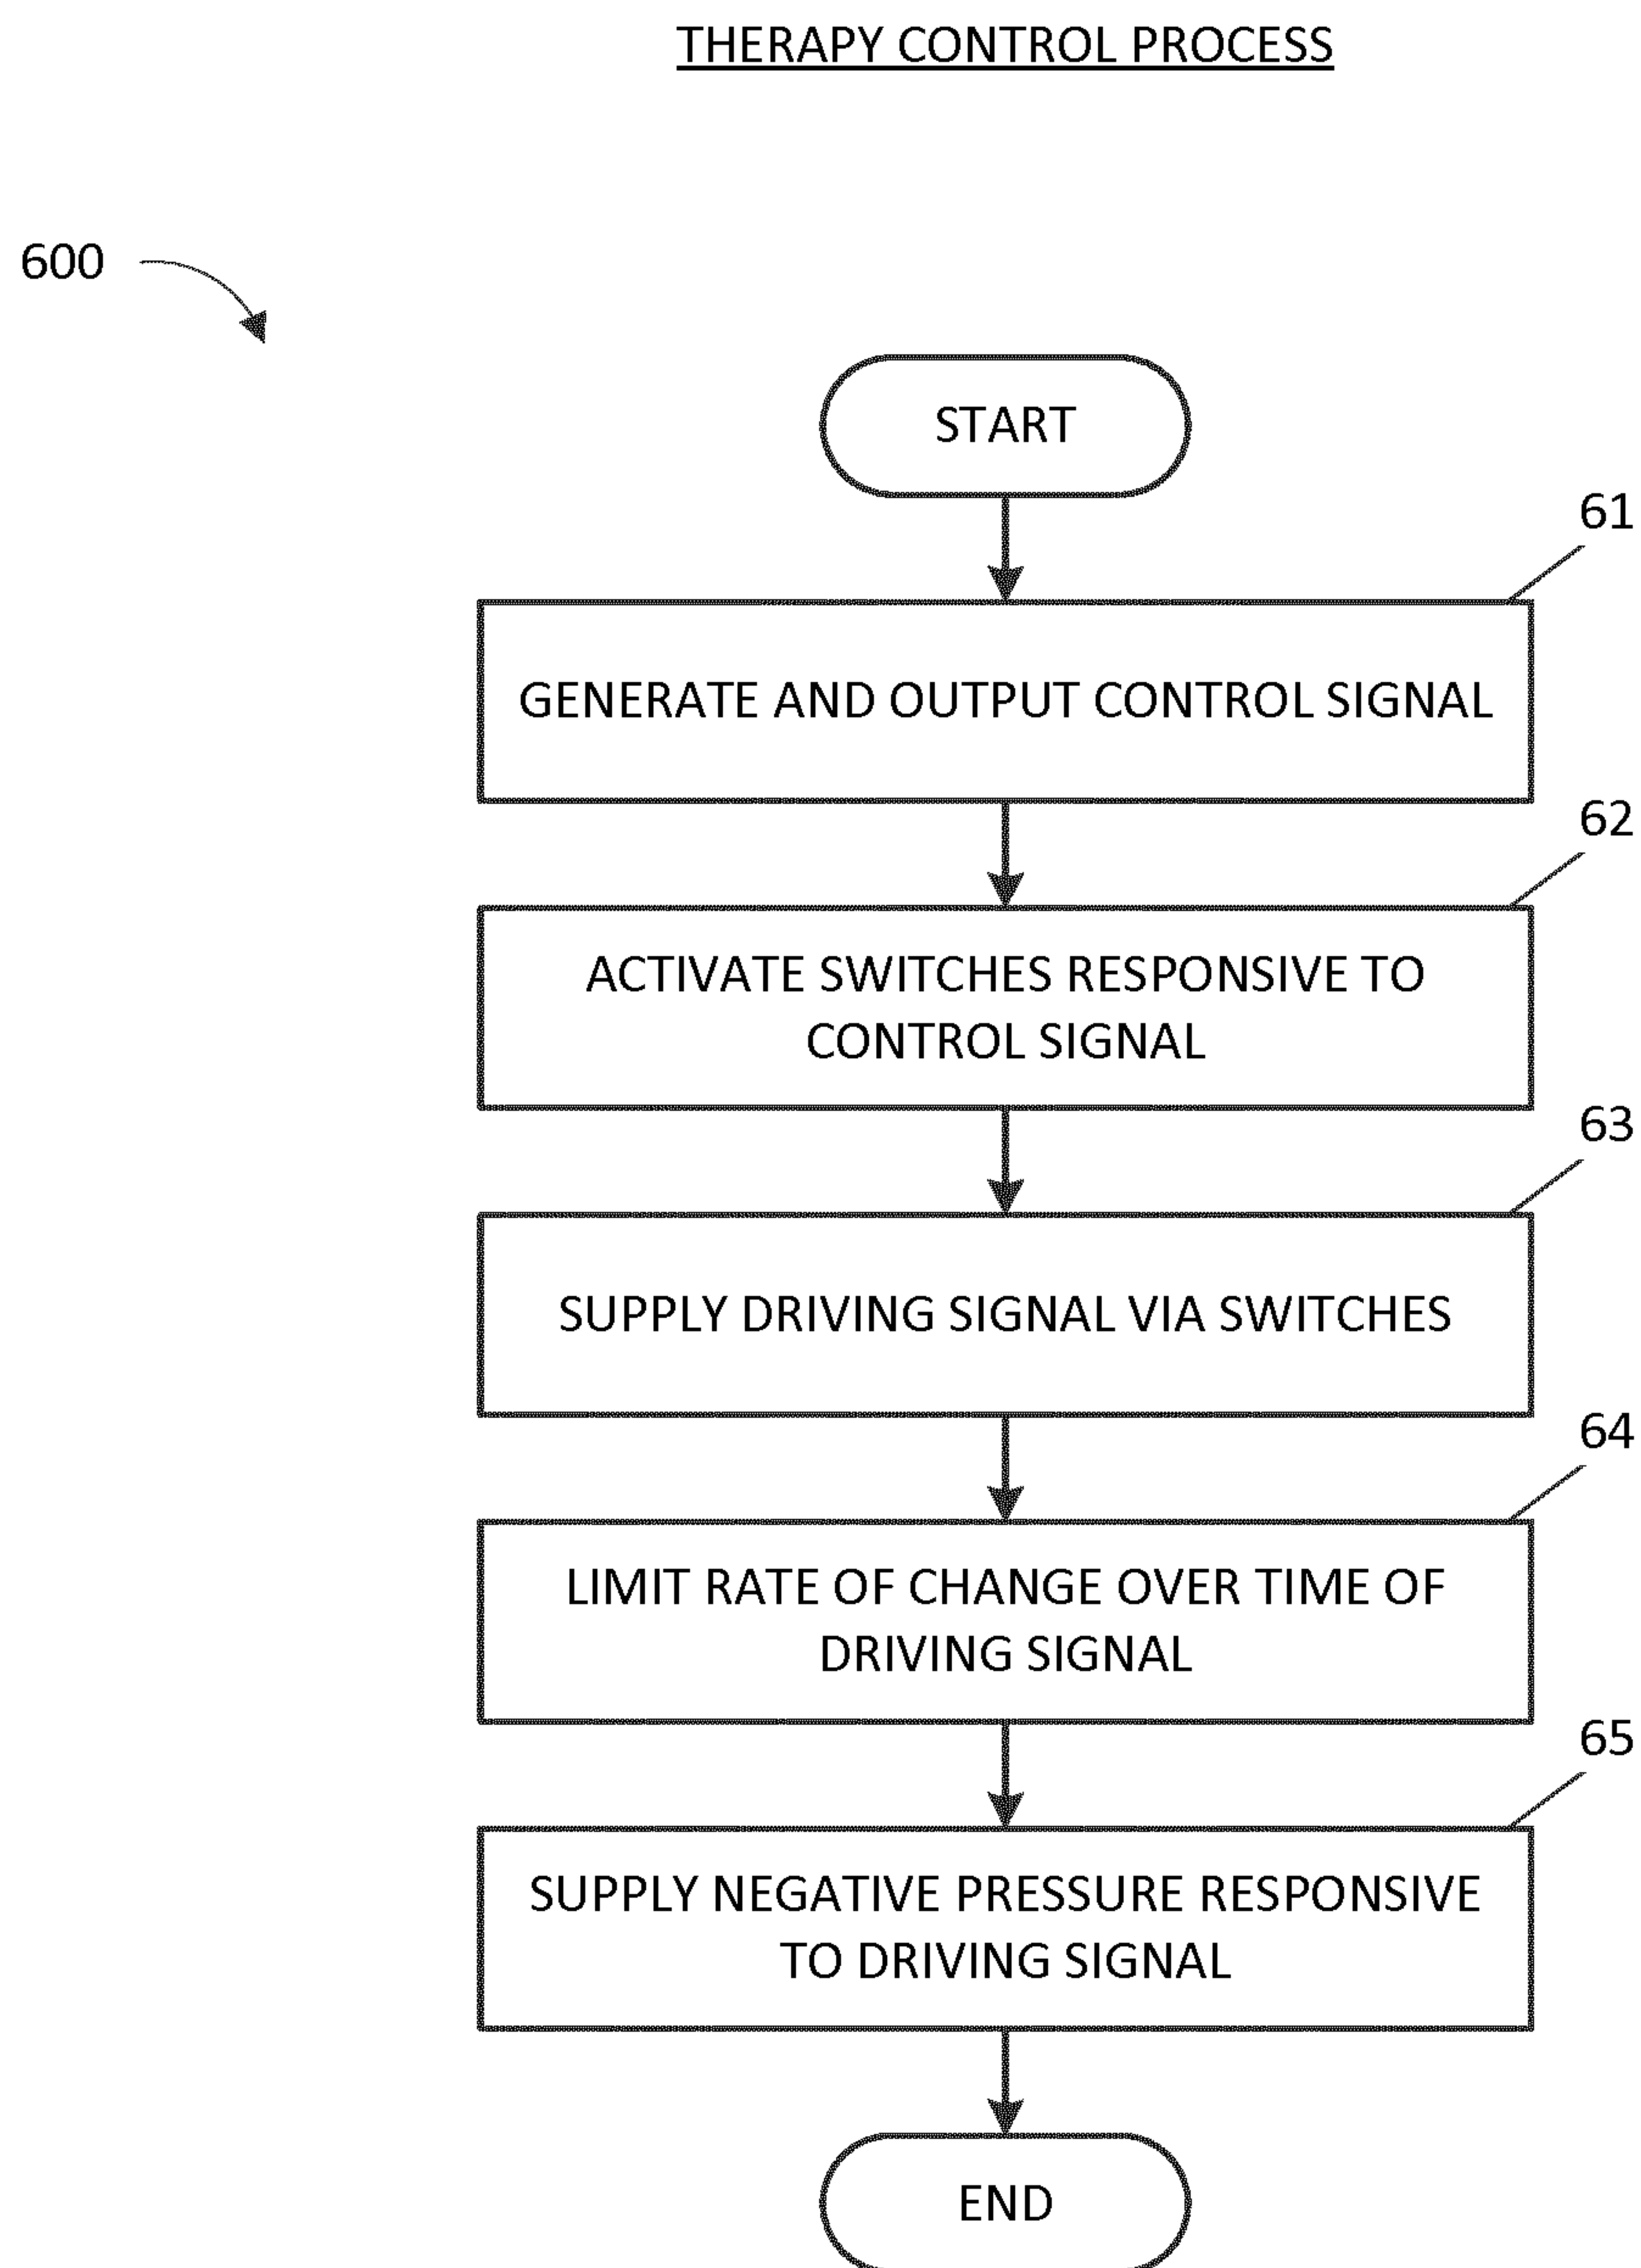 THERAPY CONTROL PROCESS
600
START
61
GENERATE AND OUTPUT CONTROL SIGNAL
62
ACTIVATE SWITCHES RESPONSIVE TO
CONTROL SIGNAL
63
SUPPLY DRIVING SIGNAL VIA SWITCHES
64
LIMIT RATE OF CHANGE OVER TIME OF
DRIVING SIGNAL
65
SUPPLY NEGATIVE PRESSURE RESPONSIVE
TO DRIVING SIGNAL
END